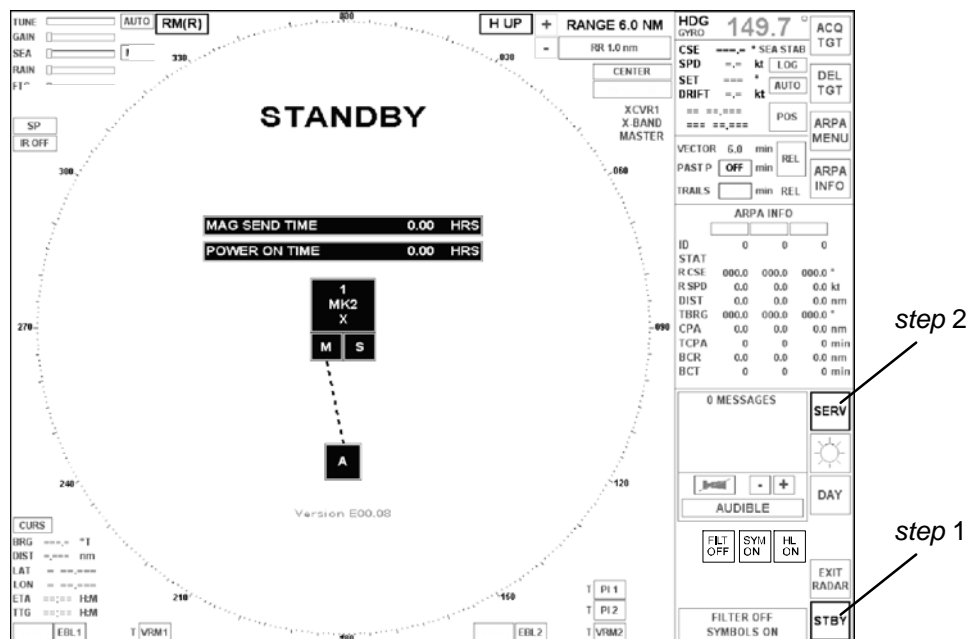 TUNE
AUTO
RM(R)
GAIN
SEA
RAIN
SP
IR OFF
H UP
+
RANGE 6.0 NM
-
RR 1.0 nm
CENTER
XCVR1
X-BAND
MASTER
STANDBY
000
030
060
090
120
150
180
210
240
270
300
330
MAG SEND TIME 0.00 HRS
POWER ON TIME 0.00 HRS
1
MK2
X
M S
A
Version E00.08
HDG 149.7 °
GYRO
CSE ---.- ° SEA STAB
SPD -.- kt LOG
SET --- °
AUTO
DRIFT -.- kt
POS
VECTOR 6.0 min
REL
PAST P OFF min
TRAILS min REL
ACQ
TGT
DEL
TGT
ARPA
MENU
ARPA
INFO
ARPA INFO
ID 0 0 0
STAT
R CSE 000.0 000.0 000.0 °
R SPD 0.0 0.0 0.0 kt
DIST 0.0 0.0 0.0 nm
TBRG 000.0 000.0 000.0 °
CPA 0.0 0.0 0.0 nm
TCPA 0 0 0 min
BCR 0.0 0.0 0.0 nm
BCT 0 0 0 min
step 2
0 MESSAGES
SERV
- +
AUDIBLE
DAY
FILT OFF
SYM ON
HL ON
step 1
EXIT
RADAR
FILTER OFF
SYMBOLS ON
STBY
CURS
BRG ---.- °T
DIST -.--- nm
LAT - --.---
LON - --.---
ETA --:-- H:M
TTG --:-- H:M
EBL1
T VRM1
EBL2
T PI 1
T PI 2
T VRM2